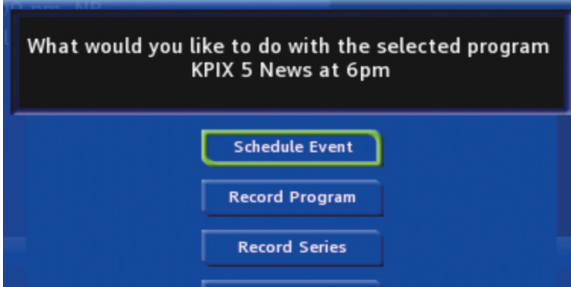 What would you like to do with the selected program
KPIX 5 News at 6pm
Schedule Event
Record Program
Record Series